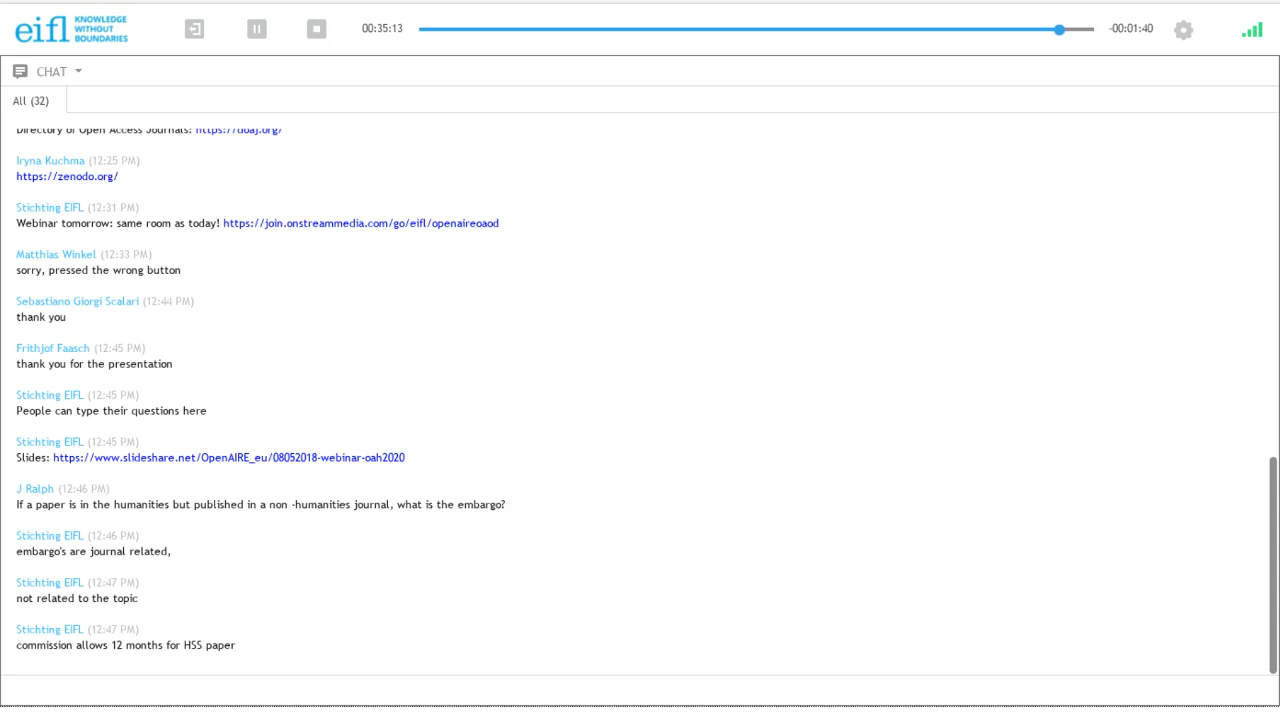 eifl KNOWLEDGE
WITHOUT
BOUNDARIES
00:35:13
-00:01:40
CHAT
All (32)
Directory of Open Access Journals: https://doaj.org/
Iryna Kuchma (12:25 PM)
https://zenodo.org/
Stichting EIFL (12:31 PM)
Webinar tomorrow: same room as today! https://join.onstreammedia.com/go/eifl/openaireoaod
Matthias Winkel (12:33 PM)
sorry, pressed the wrong button
Sebastiano Giorgi Scalari (12:44 PM)
thank you
Frithjof Faasch (12:45 PM)
thank you for the presentation
Stichting EIFL (12:45 PM)
People can type their questions here
Stichting EIFL (12:45 PM)
Slides: https://www.slideshare.net/OpenAIRE_eu/08052018-webinar-oah2020
J Ralph (12:46 PM)
If a paper is in the humanities but published in a non -humanities journal, what is the embargo?
Stichting EIFL (12:46 PM)
embargo's are journal related,
Stichting EIFL (12:47 PM)
not related to the topic
Stichting EIFL (12:47 PM)
commission allows 12 months for HSS paper